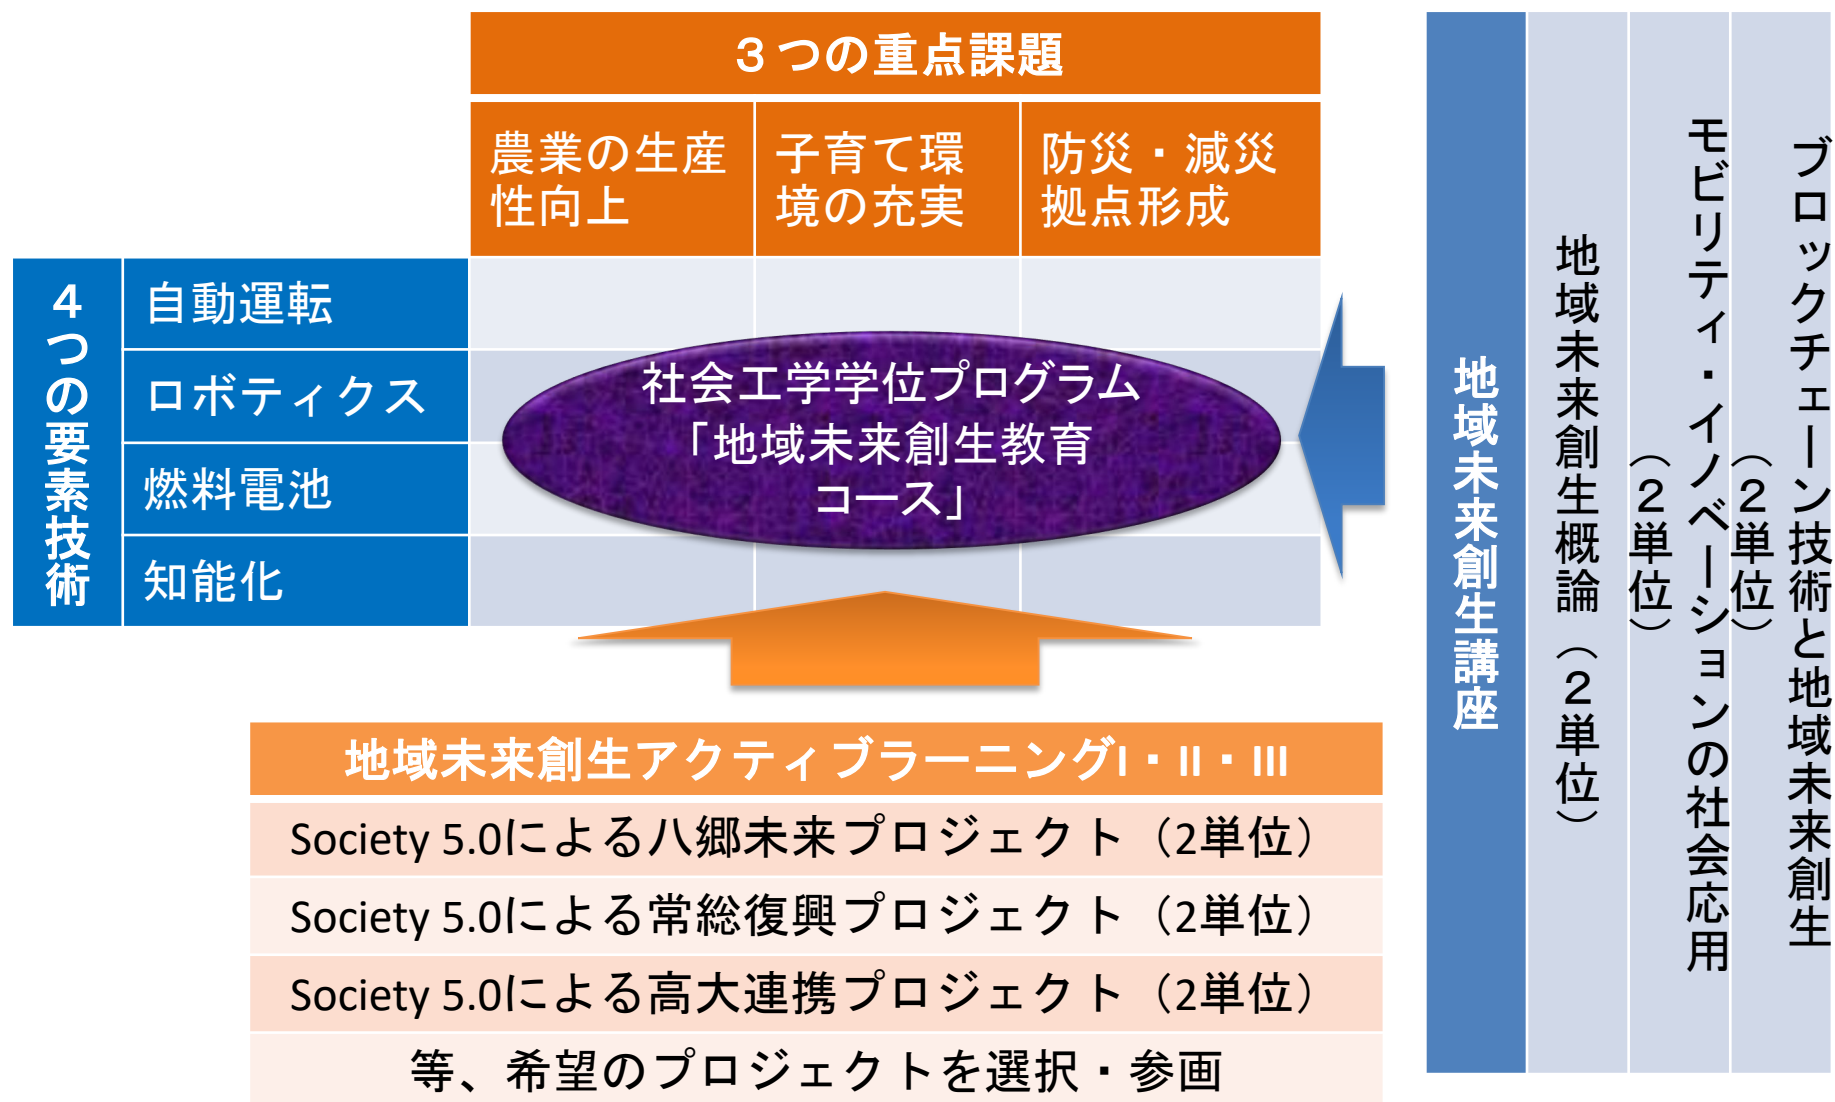 ３つの重点課題
農業の生産
性向上
子育て環
境の充実
防災・減災
拠点形成
４つの要素技術
自動運転
ロボティクス
燃料電池
知能化
社会工学学位プログラム
「地域未来創生教育
コース」
地域未来創生講座
地域未来創生概論（２単位）
モビリティ・イノベーションの社会応用
（２単位）
ブロックチェーン技術と地域未来創生
（２単位）
地域未来創生アクティブラーニングI・II・III
Society 5.0による八郷未来プロジェクト（2単位）
Society 5.0による常総復興プロジェクト（2単位）
Society 5.0による高大連携プロジェクト（2単位）
等、希望のプロジェクトを選択・参画